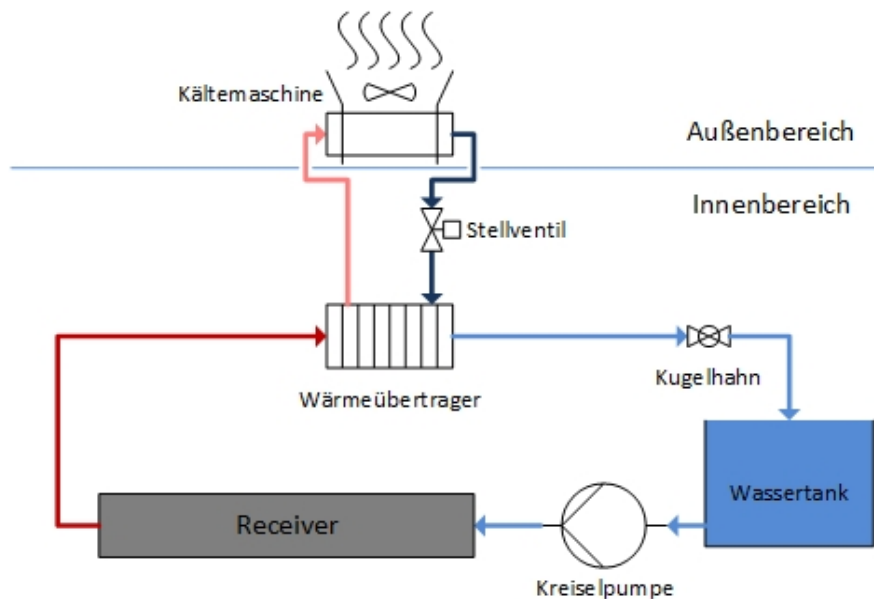 Kältemaschine
Außenbereich
Innenbereich
Stellventil
Wärmeübertrager
Kugelhahn
Wassertank
Receiver
Kreiselpumpe